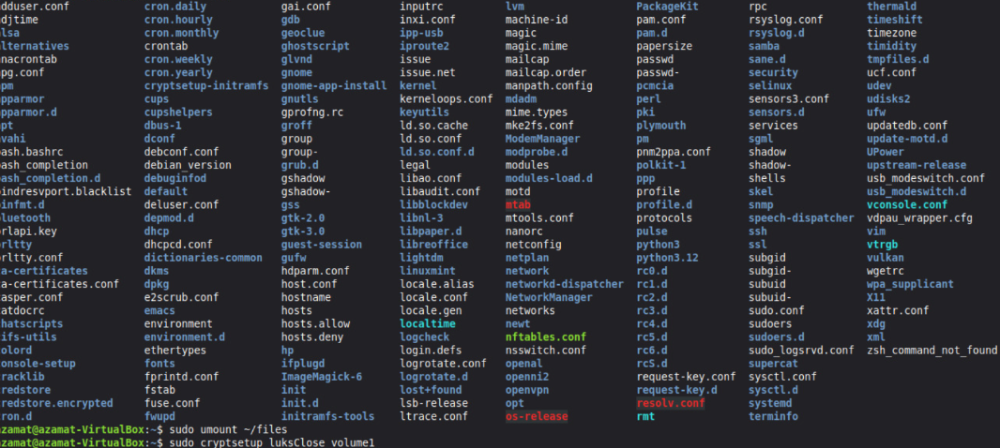 dduser.conf cron.daily gai.conf inputrc lvm PackageKit rpc thermald
djtime cron.hourly gdb inxi.conf machine-id pam.conf rsyslog.conf timeshift
lsa cron.monthly geoclue ipp-usb magic pam.d rsyslog.d timezone
lternatives crontab ghostscript iproute2 magic.mime papersize samba timidity
nacrontab cron.weekly glvnd issue mailcap passwd sane.d tmpfiles.d
pg.conf cron.yearly gnome issue.net mailcap.order passwd- security ucf.conf
pm cryptsetup-initramfs gnome-app-install kernel manpath.config pcmcia selinux udev
pparmor cups gnutls kerneloops.conf mdadm perl sensors3.conf udisks2
pparmor.d cupshelpers gprofng.rc keyutils mime.types pki sensors.d ufw
pt dbus-1 groff ld.so.cache mke2fs.conf plymouth services updatedb.conf
vahi dconf group ld.so.conf ModemManager pm sgml update-motd.d
ash.bashrc debconf.conf group- ld.so.conf.d modprobe.d pnm2ppa.conf shadow UPower
ash_completion debian_version grub.d legal modules polkit-1 shadow- upstream-release
ash_completion.d debuginfod gshadow libao.conf modules-load.d ppp shells usb_modeswitch.conf
indresvport.blacklist default gshadow- libaudit.conf motd profile skel usb_modeswitch.d
infmt.d deluser.conf gss libblockdev mtab profile.d snmp vconsole.conf
luetooth depmod.d gtk-2.0 libnl-3 mtools.conf protocols speech-dispatcher vdpau_wrapper.cfg
rlapi.key dhcp gtk-3.0 libpaper.d nanorc pulse ssh vim
rltty dhcpcd.conf guest-session libreoffice netconfig python3 ssl vtrgb
rltty.conf dictionaries-common gufw lightdm netplan python3.12 subgid vulkan
a-certificates dkms hdparm.conf linuxmint network rc0.d subgid- wgetrc
a-certificates.conf dpkg host.conf locale.alias networkd-dispatcher rc1.d subuid wpa_supplicant
asper.conf e2scrub.conf hostname locale.conf NetworkManager rc2.d subuid- X11
atdocrc emacs hosts locale.gen networks rc3.d sudo.conf xattr.conf
hatscripts environment hosts.allow localtime newt rc4.d sudoers xdg
ifs-utils environment.d hosts.deny logcheck nftables.conf rc5.d sudoers.d xml
olord ethertypes hp login.defs nsswitch.conf rc6.d sudo_logsrvd.conf zsh_command_not_found
onsole-setup fonts ifplugd logrotate.conf openal rcS.d supercat
racklib fprintd.conf ImageMagick-6 logrotate.d openni2 request-key.conf sysctl.conf
redstore fstab init lost+found openvpn request-key.d sysctl.d
redstore.encrypted fuse.conf init.d lsb-release opt resolv.conf systemd
ron.d fwupd initramfs-tools ltrace.conf os-release rmt terminfo
azamat@azamat-VirtualBox:~$ sudo umount ~/files
azamat@azamat-VirtualBox:~$ sudo cryptsetup luksClose volume1